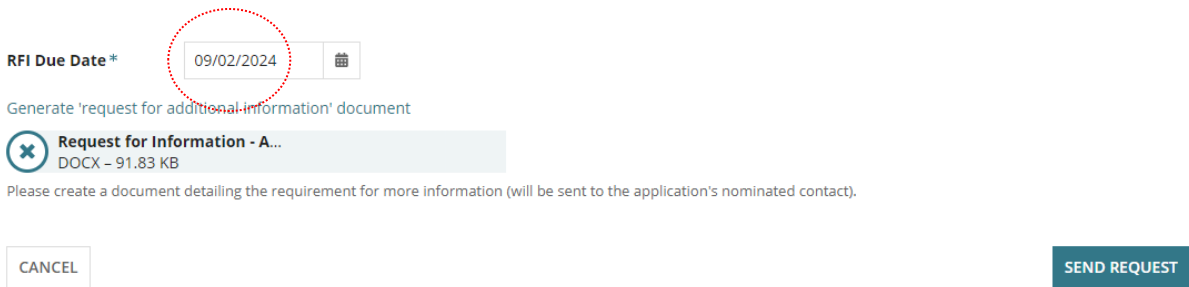 RFI Due Date* 09/02/2024
Generate 'request for additional information' document
Request for Information - A...
DOCX – 91.83 KB
Please create a document detailing the requirement for more information (will be sent to the application's nominated contact).
CANCEL SEND REQUEST